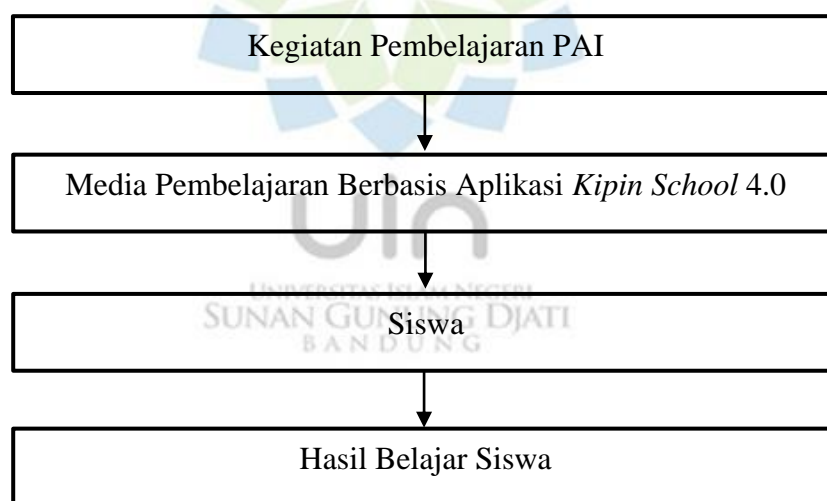 Kegiatan Pembelajaran PAI
Media Pembelajaran Berbasis Aplikasi Kipin School 4.0
uin
UNIVERSITAS ISLAM NEGERI
Siswa
SUNAN GUNUNG DJATI
BANDUNG
Hasil Belajar Siswa